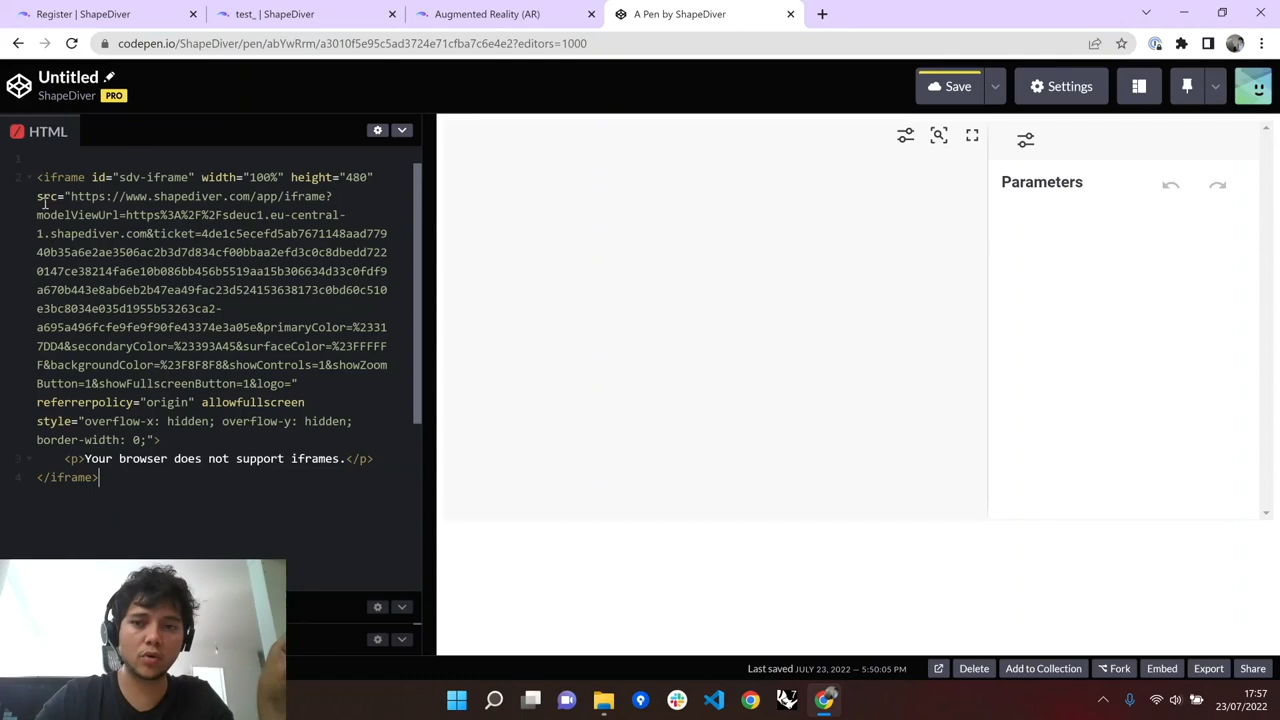 Register | ShapeDiver
test_ | ShapeDiver
Augmented Reality (AR)
A Pen by ShapeDiver
codepen.io/ShapeDiver/pen/abYwRrm/a3010f5e95c5ad3724e71cfba7c6e4e2?editors=1000
Untitled
ShapeDiver PRO
Save
Settings
HTML
1
2 <iframe id="sdv-iframe" width="100%" height="480"
src="https://www.shapediver.com/app/iframe?
modelViewUrl=https%3A%2F%2Fsdeuc1.eu-central-
1.shapediver.com&ticket=4de1c5ecefd5ab7671148aad779
40b35a6e2ae3506ac2b3d7d834cf00bbaa2efd3c0c8dbedd722
0147ce38214fa6e10b086bb456b5519aa15b306634d33c0fdf9
a670b443e8ab6eb2b47ea49fac23d524153638173c0bd60c510
e3bc8034e035d1955b53263ca2-
a695a496fcfe9fe9f90fe43374e3a05e&primaryColor=%2331
7DD4&secondaryColor=%23393A45&surfaceColor=%23FFFFF
F&backgroundColor=%23F8F8F8&showControls=1&showZoom
Button=1&showFullscreenButton=1&logo="
referrerpolicy="origin" allowfullscreen
style="overflow-x: hidden; overflow-y: hidden;
border-width: 0;">
3 <p>Your browser does not support iframes.</p>
4 </iframe>
Parameters
Last saved JULY 23, 2022 — 5:50:05 PM
Delete
Add to Collection
Fork
Embed
Export
Share
17:57
23/07/2022